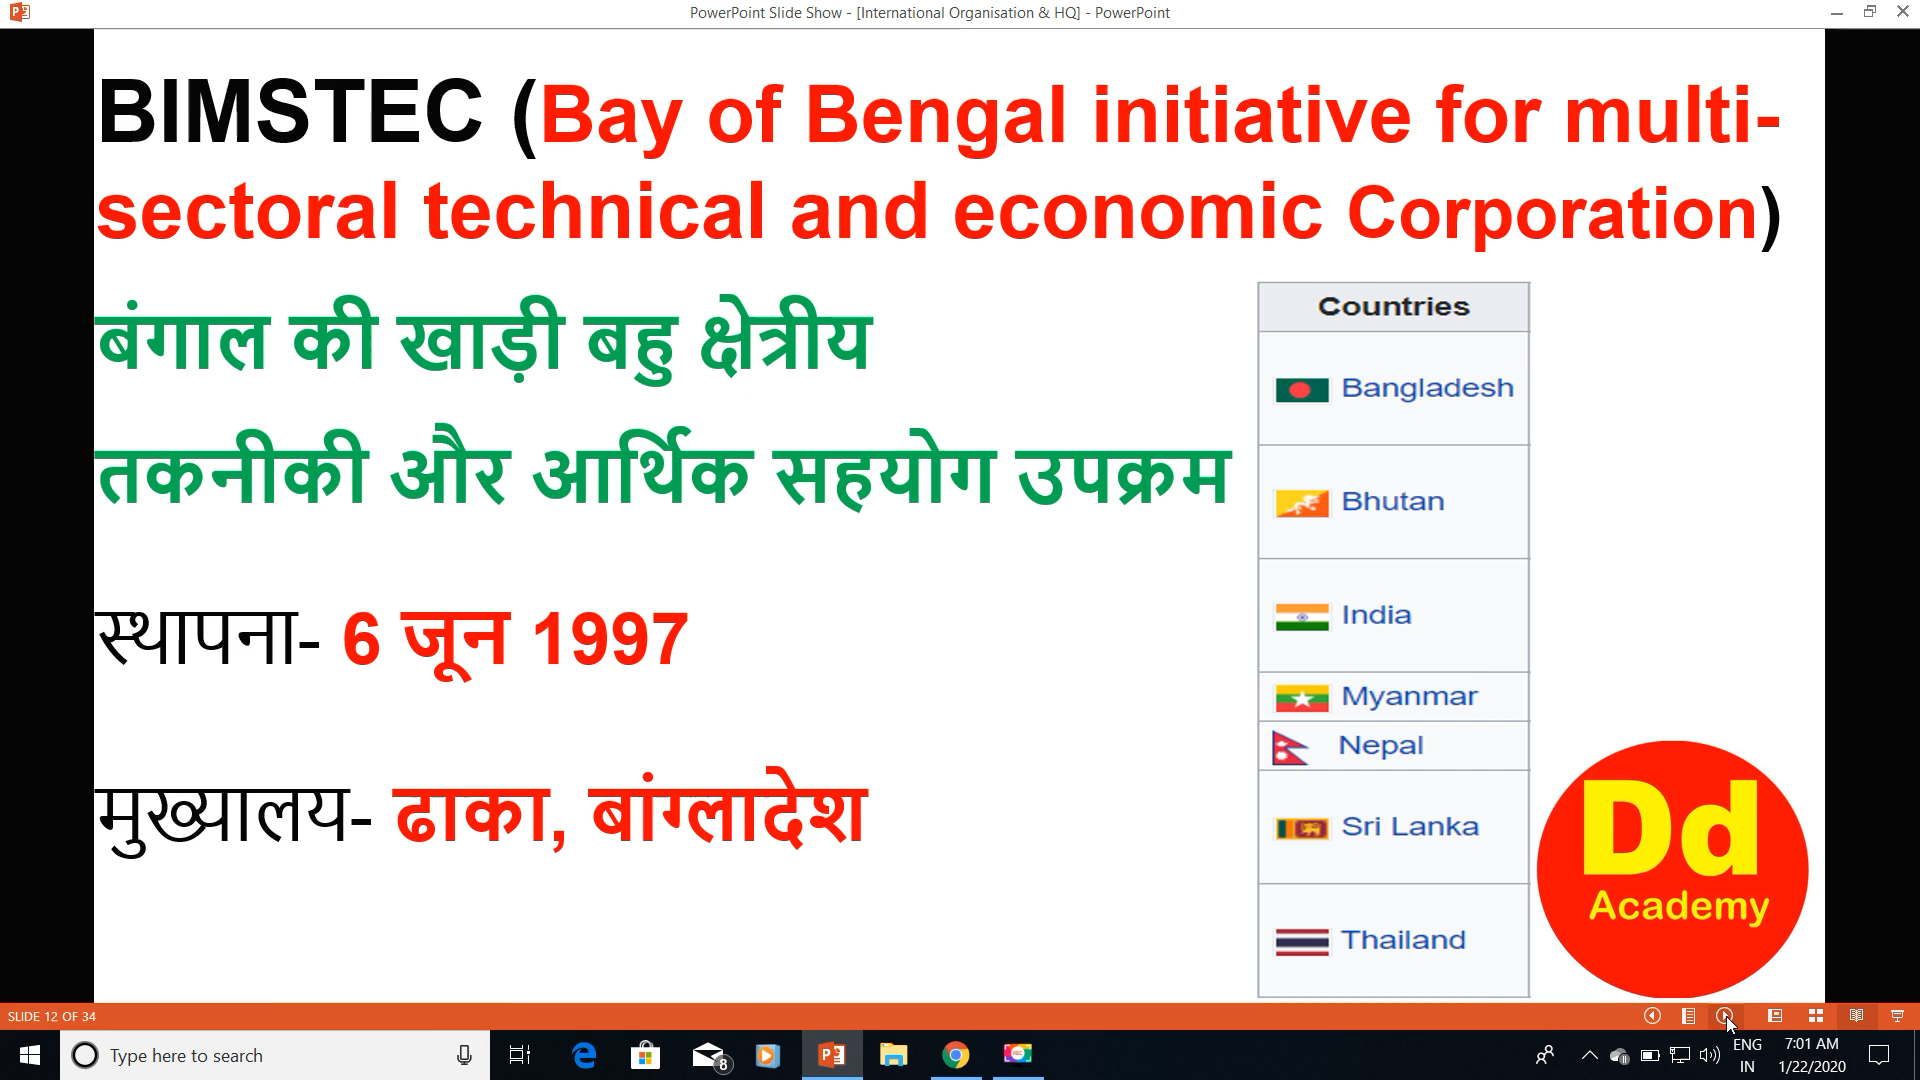 PowerPoint Slide Show - [International Organisation & HQ] - PowerPoint
BIMSTEC (Bay of Bengal initiative for multi-
sectoral technical and economic Corporation)
बंगाल की खाड़ी बहु क्षेत्रीय
तकनीकी और आर्थिक सहयोग उपक्रम
स्थापना- 6 जून 1997
मुख्यालय- ढाका, बांग्लादेश
Countries
Bangladesh
Bhutan
India
Myanmar
Nepal
Sri Lanka
Thailand
Dd
Academy
SLIDE 12 OF 34
Type here to search
8
ENG
IN
7:01 AM
1/22/2020